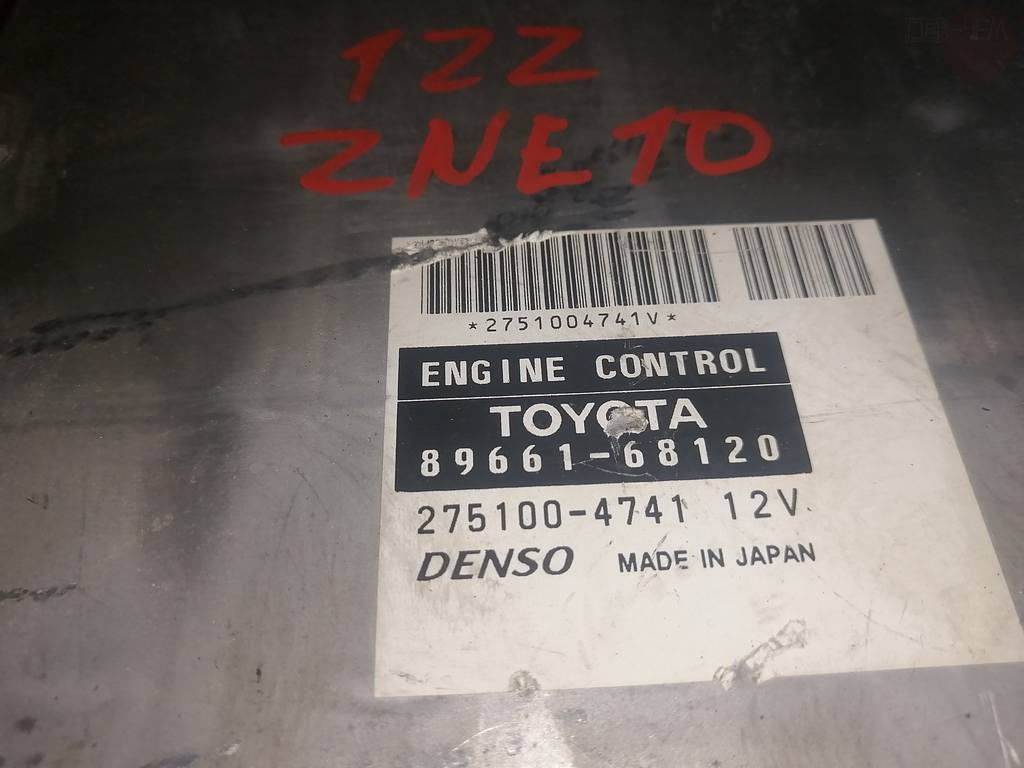 1ZZ
ZNE10
*2751004741V*
ENGINE CONTROL
TOYOTA
89661-68120
275100-4741 12V
DENSO MADE IN JAPAN